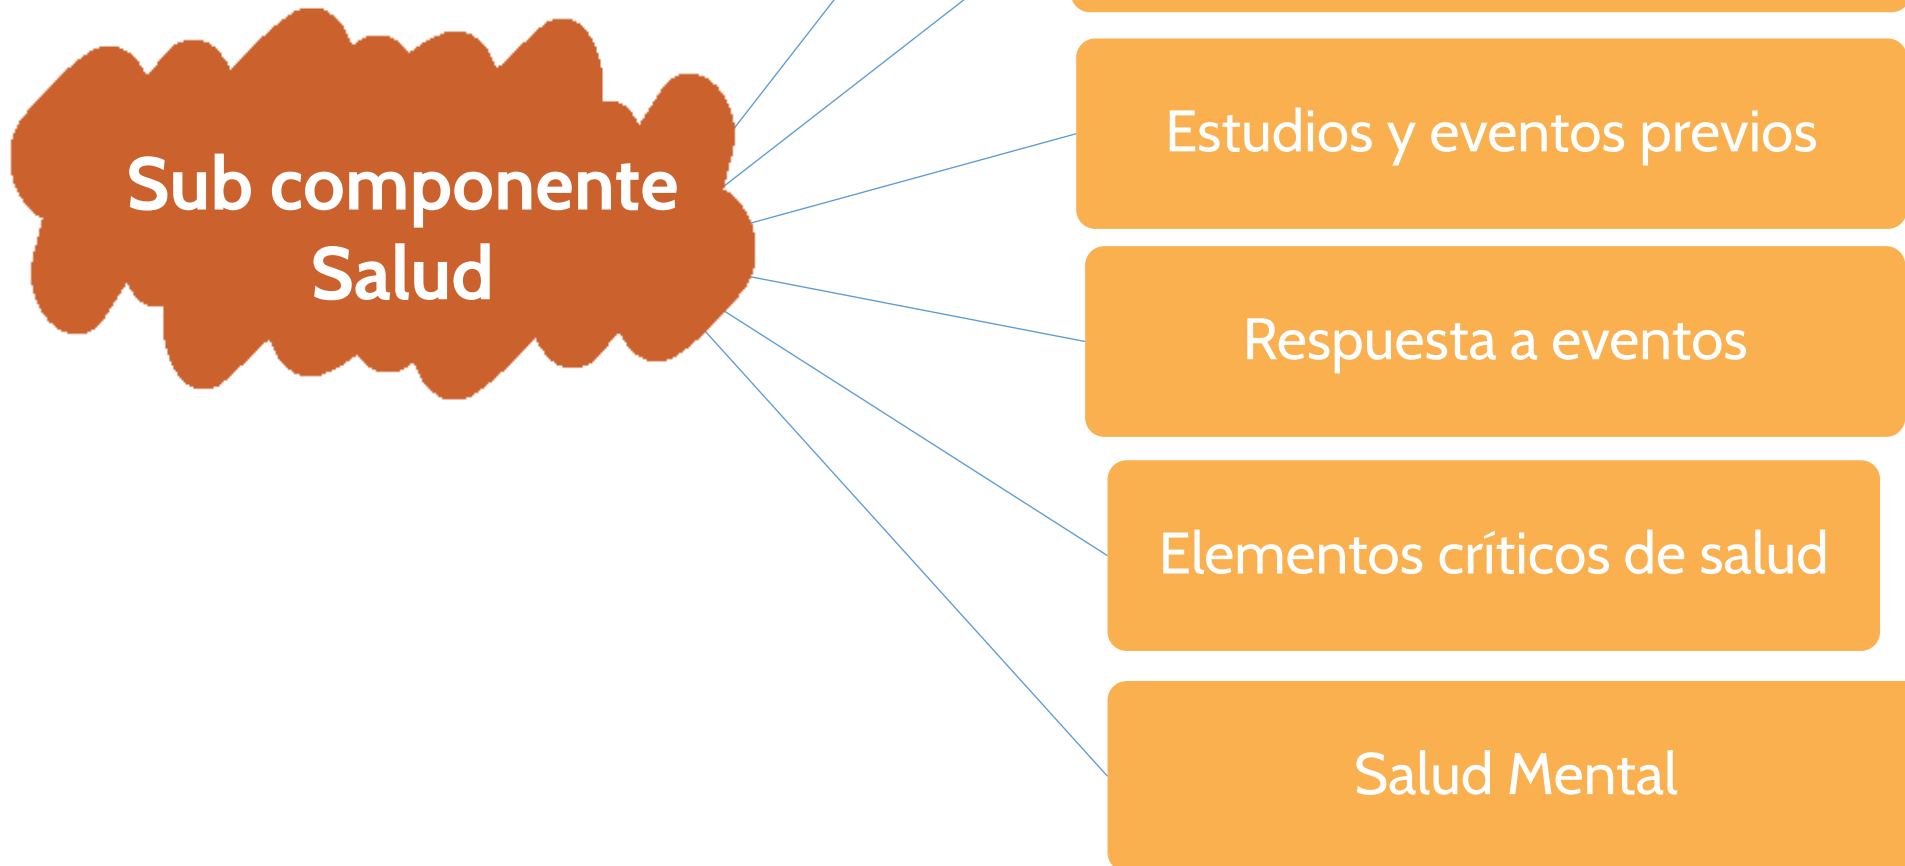 Sub componente
Salud
Estudios y eventos previos
Respuesta a eventos
Elementos críticos de salud
Salud Mental